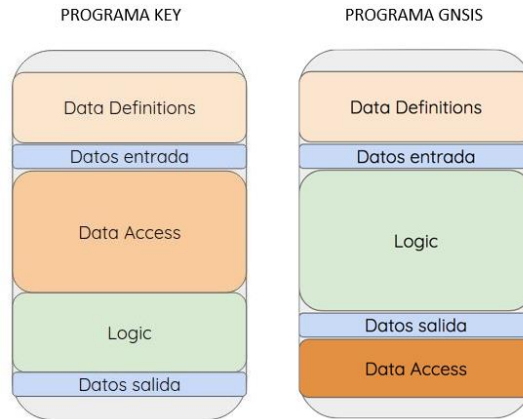 PROGRAMA KEY
Data Definitions
Datos entrada
Data Access
Logic
Datos salida
PROGRAMA GNSIS
Data Definitions
Datos entrada
Logic
Datos salida
Data Access